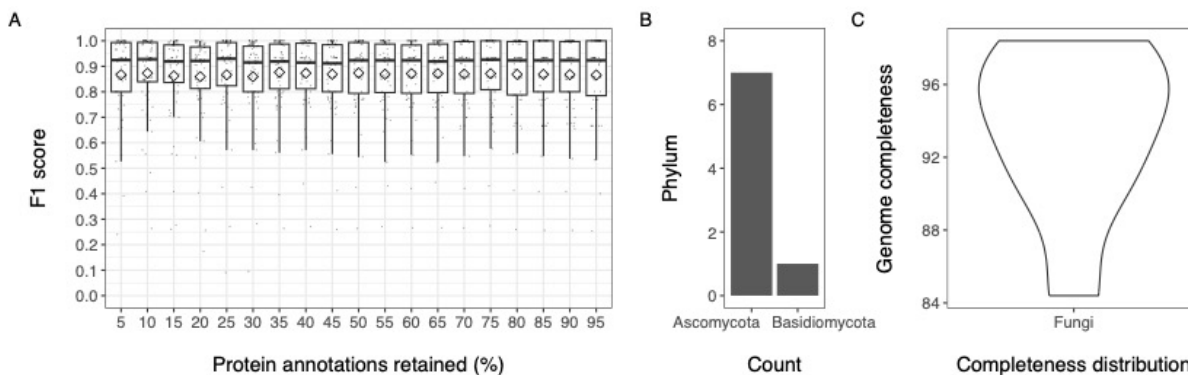 A
B
C
F1 score
1.0
0.9
0.8
0.7
0.6
0.5
0.4
0.3
0.2
0.1
0.0
5 10 15 20 25 30 35 40 45 50 55 60 65 70 75 80 85 90 95
Protein annotations retained (%)
Phylum
8
6
4
2
0
Ascomycota Basidiomycota
Count
Genome completeness
96
92
88
84
Fungi
Completeness distribution